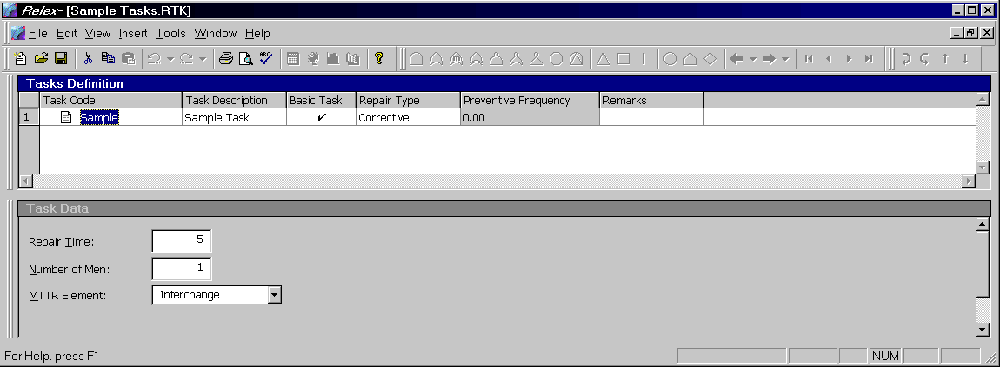 Relex - [Sample Tasks.RTK]
File Edit View Insert Tools Window Help
ABC ?
Tasks Definition
Task Code Task Description Basic Task Repair Type Preventive Frequency Remarks
1 Sample Sample Task ✔ Corrective 0.00
Task Data
Repair Time: 5
Number of Men: 1
MTTR Element: Interchange
For Help, press F1 NUM